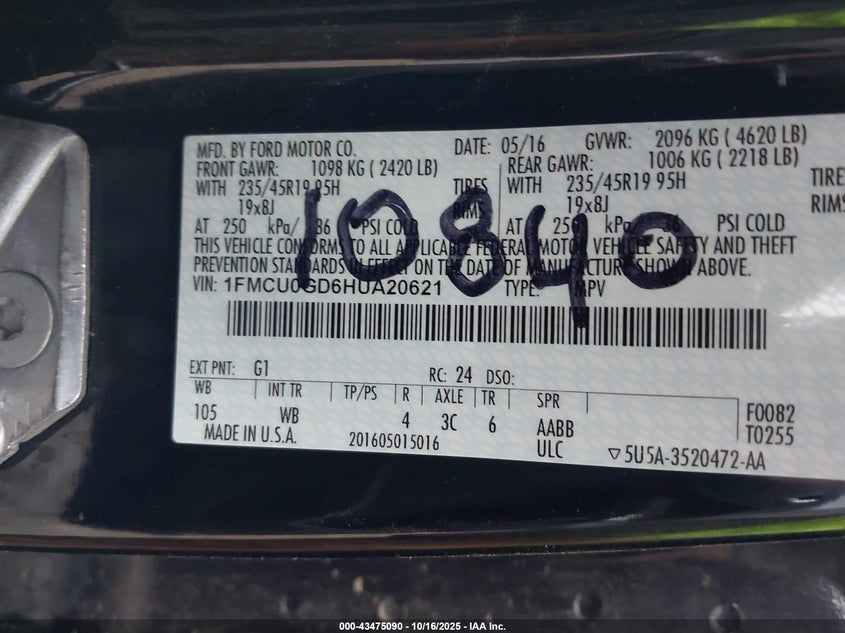 MFD. BY FORD MOTOR CO. DATE: 05/16 GVWR: 2096 KG ( 4620 LB)
FRONT GAWR: 1098 KG ( 2420 LB) REAR GAWR: 1006 KG ( 2218 LB)
WITH 235/45R19 95H TIRES WITH 235/45R19 95H TIRE
19x8J RIMS 19x8J RIMS
AT 250 kPa/ 36 PSI COLD AT 250 kPa/ 36 PSI COLD
THIS VEHICLE CONFORMS TO ALL APPLICABLE FEDERAL MOTOR VEHICLE SAFETY AND THEFT
PREVENTION STANDARDS IN EFFECT ON THE DATE OF MANUFACTURE SHOWN ABOVE.
VIN: 1FMCU0GD6HUA20621 TYPE: MPV
10840
EXT PNT: G1 RC: 24 DSO:
WB INT TR TP/PS R AXLE TR SPR
105 WB 4 3C 6 AABB F0082
MADE IN U.S.A. 201605015016 ULC T0255
▽5U5A-3520472-AA
000-43475090 - 10/16/2025 - IAA Inc.